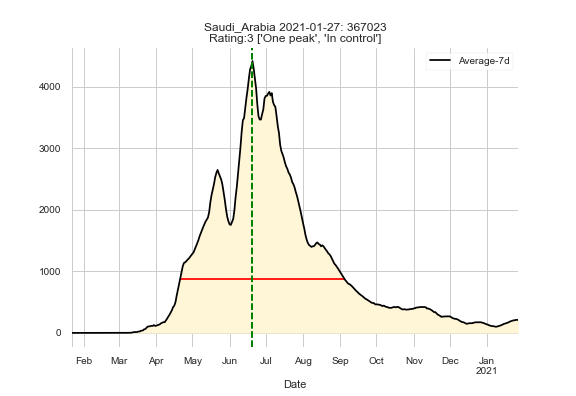 Saudi_Arabia 2021-01-27: 367023
Rating:3 ['One peak', 'In control']
Average-7d
4000
3000
2000
1000
0
Feb Mar Apr May Jun Jul Aug Sep Oct Nov Dec Jan
2021
Date